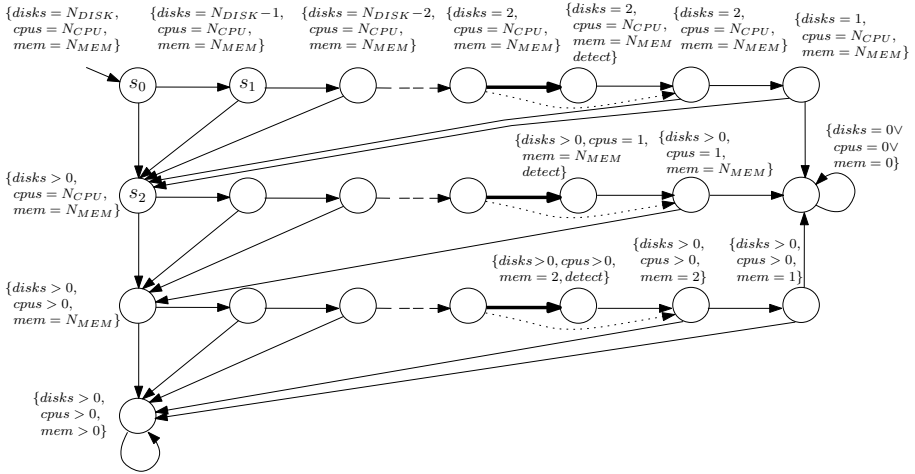 {disks = N_DISK,
cpus = N_CPU,
mem = N_MEM}
{disks = N_DISK−1,
cpus = N_CPU,
mem = N_MEM}
{disks = N_DISK−2,
cpus = N_CPU,
mem = N_MEM}
{disks = 2,
cpus = N_CPU,
mem = N_MEM}
{disks = 2,
cpus = N_CPU,
mem = N_MEM
detect}
{disks = 2,
cpus = N_CPU,
mem = N_MEM}
{disks = 1,
cpus = N_CPU,
mem = N_MEM}
s0
s1
{disks = 0∨
cpus = 0∨
mem = 0}
{disks > 0,
cpus = N_CPU,
mem = N_MEM}
s2
{disks > 0, cpus = 1,
mem = N_MEM
detect}
{disks > 0,
cpus = 1,
mem = N_MEM}
{disks > 0,
cpus > 0,
mem = N_MEM}
{disks>0, cpus>0,
mem = 2, detect}
{disks > 0,
cpus > 0,
mem = 2}
{disks > 0,
cpus > 0,
mem = 1}
{disks > 0,
cpus > 0,
mem > 0}